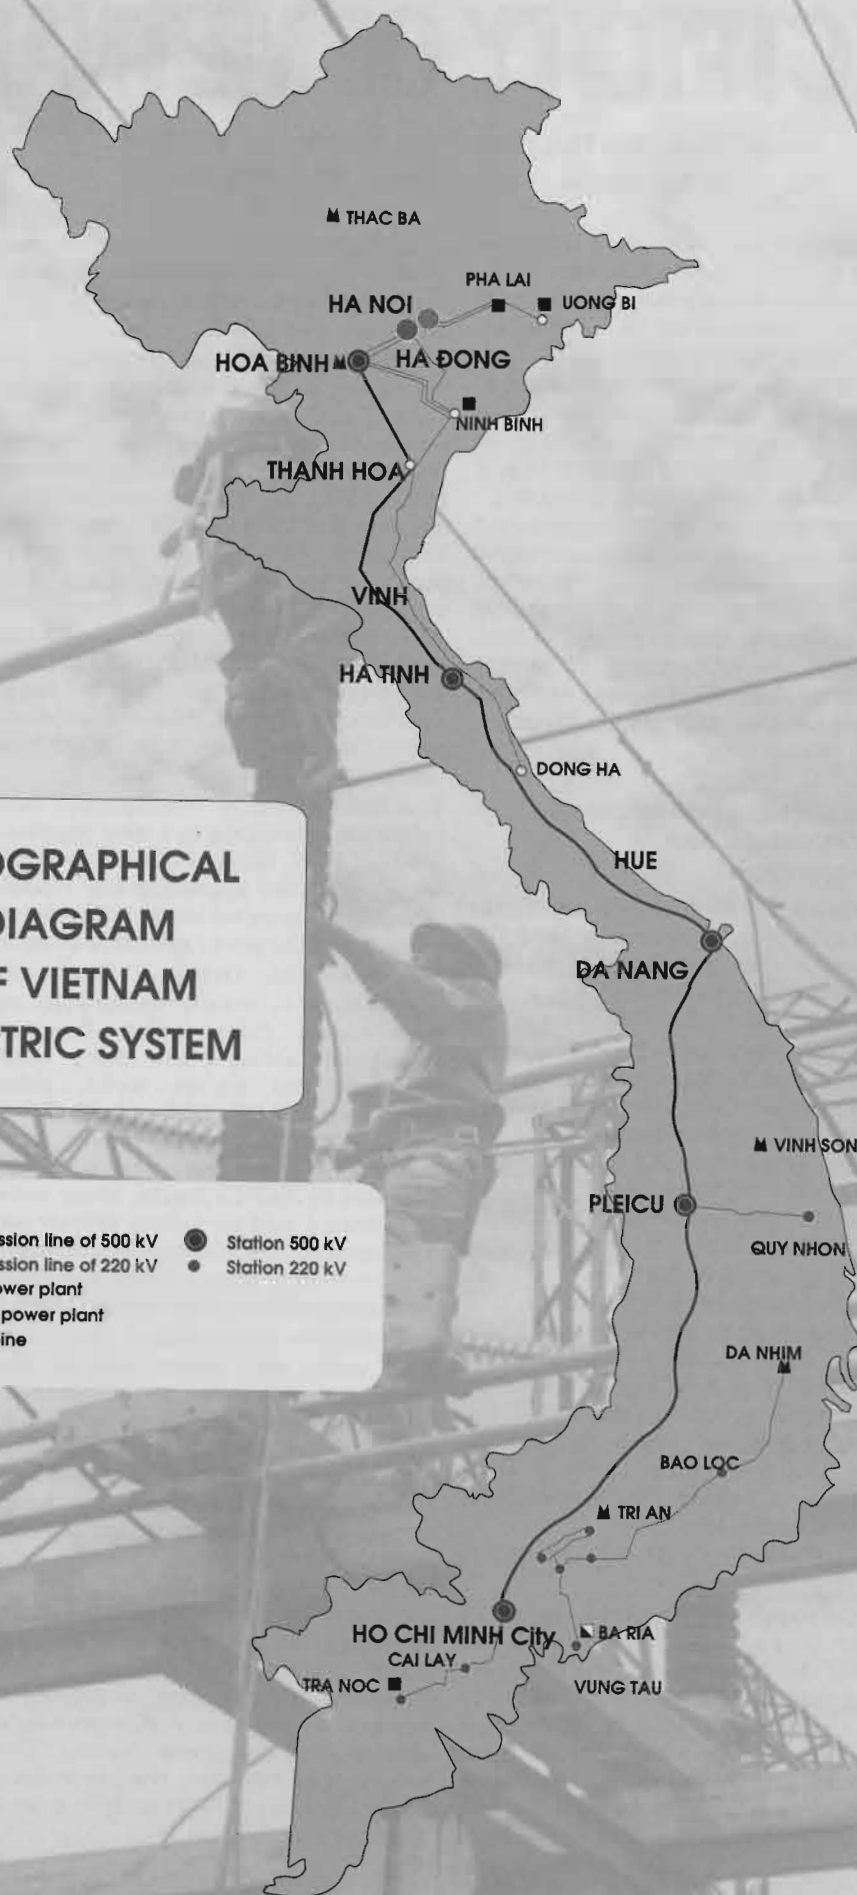 THAC BA
PHA LAI
UONG BI
HA NOI
HOA BINH
HA ĐONG
NINH BINH
THANH HOA
VINH
HA TINH
DONG HA
HUE
DA NANG
OGRAPHICAL
DIAGRAM
F VIETNAM
TRIC SYSTEM
VINH SON
PLEICU
QUY NHON
ssion line of 500 kV Station 500 kV
ssion line of 220 kV Station 220 kV
ower plant
power plant
ine
DA NHIM
BAO LOC
TRI AN
HO CHI MINH City
BA RIA
CAI LAY
TRA NOC
VUNG TAU